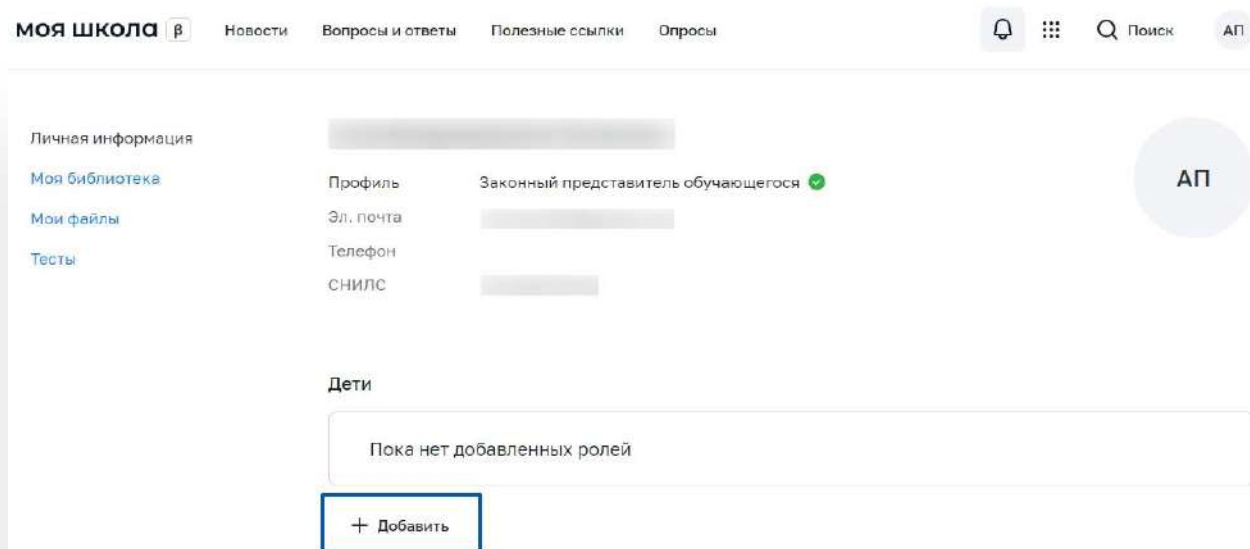 моя школа β Новости Вопросы и ответы Полезные ссылки Опросы Поиск АП
Личная информация
Моя библиотека
Мои файлы
Тесты
Профиль Законный представитель обучающегося
Эл. почта
Телефон
СНИЛС
АП
Дети
Пока нет добавленных ролей
+ Добавить